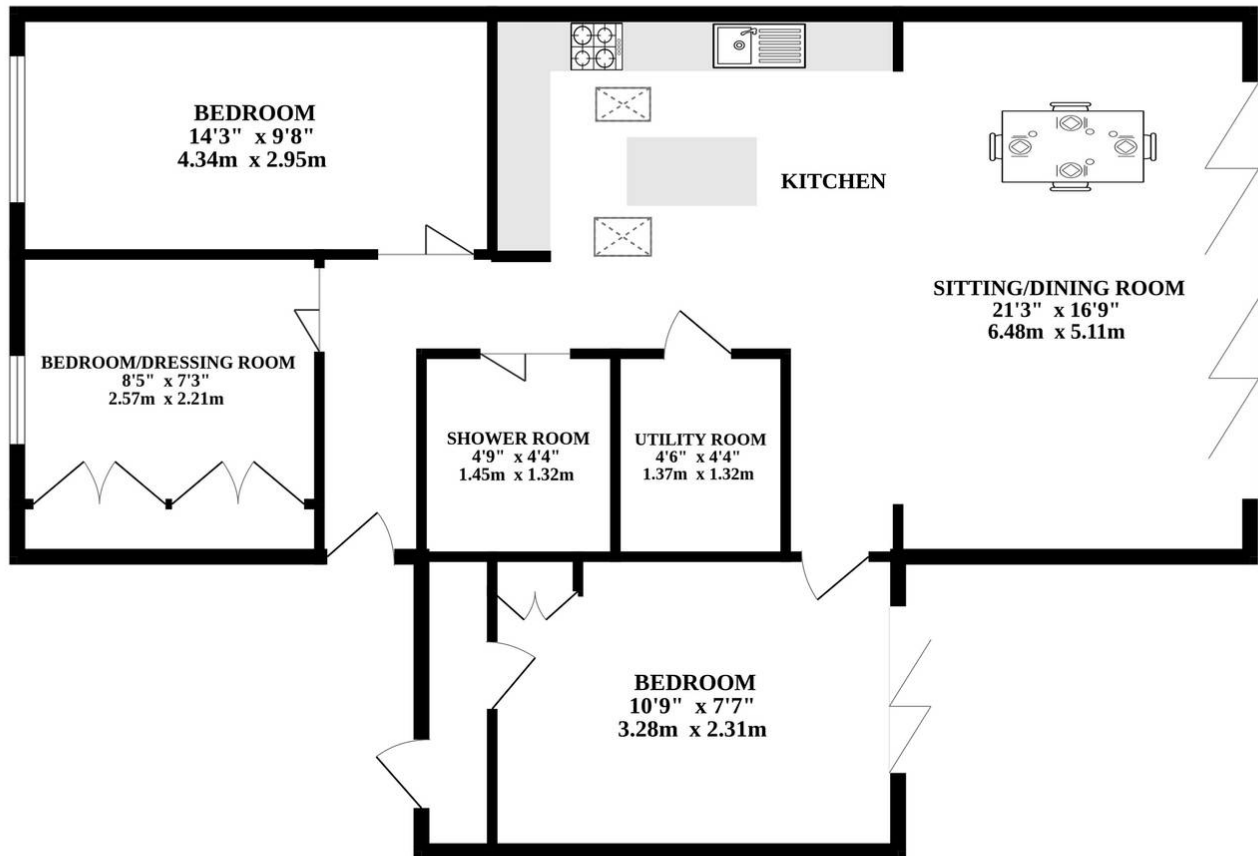 BEDROOM
14'3" x 9'8"
4.34m x 2.95m
KITCHEN
SITTING/DINING ROOM
21'3" x 16'9"
6.48m x 5.11m
BEDROOM/DRESSING ROOM
8'5" x 7'3"
2.57m x 2.21m
SHOWER ROOM
4'9" x 4'4"
1.45m x 1.32m
UTILITY ROOM
4'6" x 4'4"
1.37m x 1.32m
BEDROOM
10'9" x 7'7"
3.28m x 2.31m